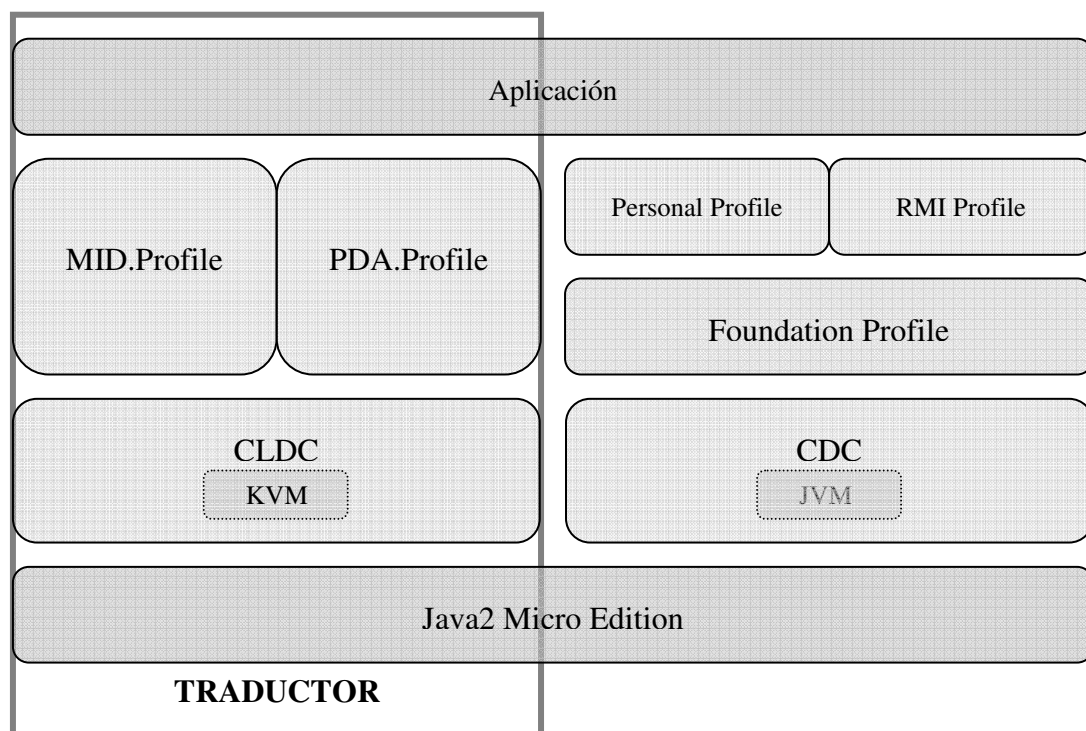 Aplicación
MID.Profile
PDA.Profile
Personal Profile
RMI Profile
Foundation Profile
CLDC
KVM
CDC
JVM
Java2 Micro Edition
TRADUCTOR